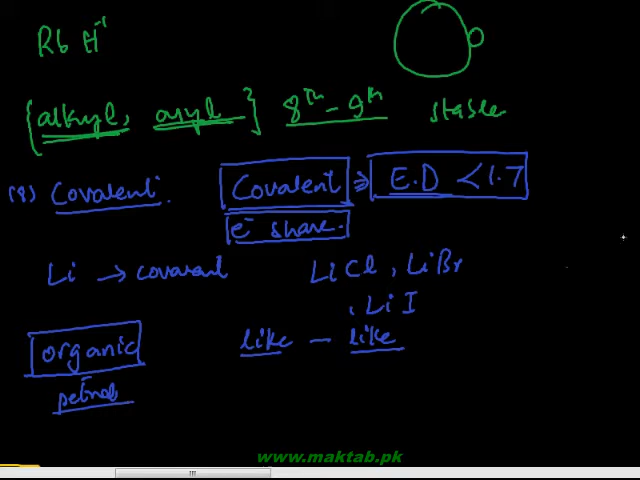 Rb H⁻¹
[alkyl, aryl] 8th – 9th stable
(8) Covalent. Covalent ⇒ E.D < 1.7
e⁻ share.
Li → covalent LiCl, LiBr
, LiI
organic like – like
petrol
www.maktab.pk